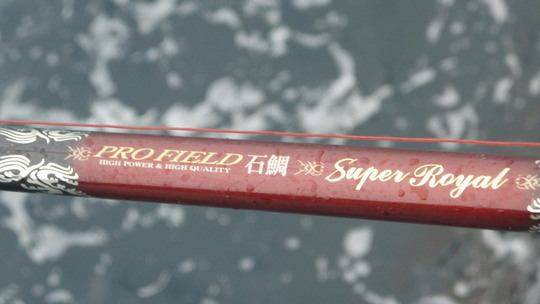 PRO FIELD 石鯛 Super Royal
HIGH POWER & HIGH QUALITY